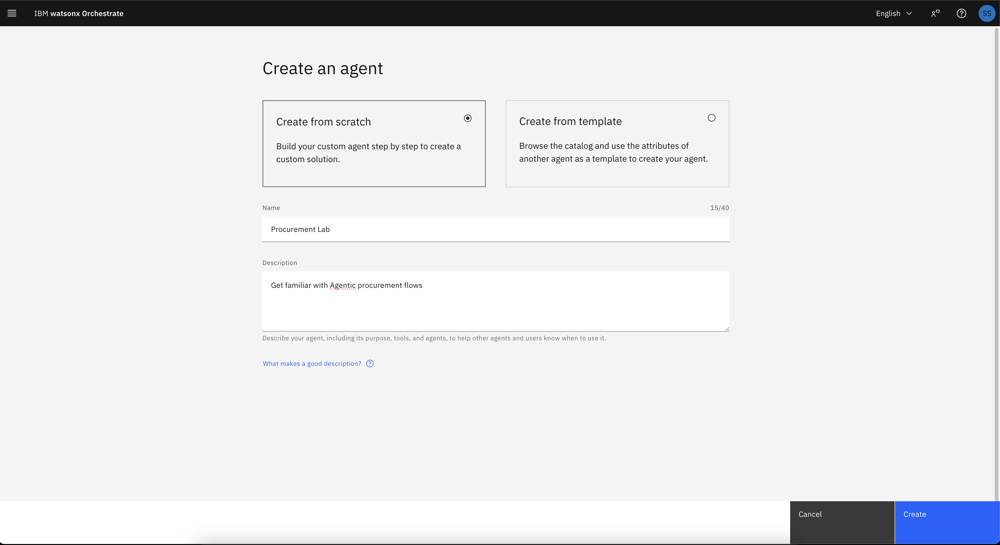 IBM watsonx Orchestrate
English
SS
Create an agent
Create from scratch
Build your custom agent step by step to create a
custom solution.
Create from template
Browse the catalog and use the attributes of
another agent as a template to create your agent.
Name
15/40
Procurement Lab
Description
Get familiar with Agentic procurement flows
Describe your agent, including its purpose, tools, and agents, to help other agents and users know when to use it.
What makes a good description?
Cancel
Create